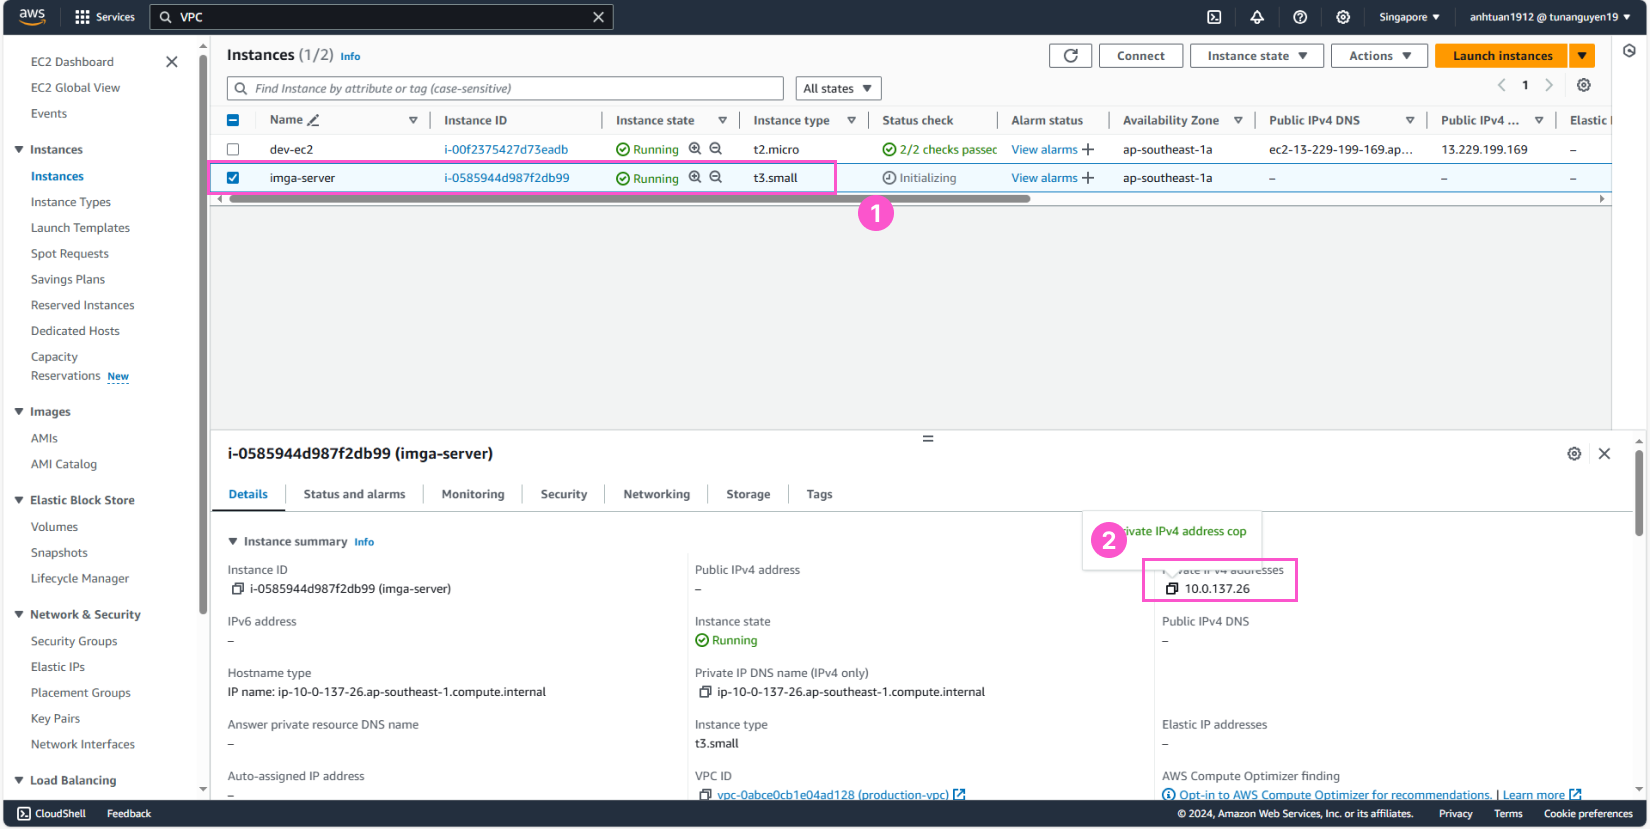 aws
Services
VPC
Singapore
anhtuan1912 @ tunanguyen19
EC2 Dashboard
EC2 Global View
Events
Instances
Instances
Instance Types
Launch Templates
Spot Requests
Savings Plans
Reserved Instances
Dedicated Hosts
Capacity
Reservations New
Images
AMIs
AMI Catalog
Elastic Block Store
Volumes
Snapshots
Lifecycle Manager
Network & Security
Security Groups
Elastic IPs
Placement Groups
Key Pairs
Network Interfaces
Load Balancing
Instances (1/2) Info
Connect
Instance state
Actions
Launch instances
Find Instance by attribute or tag (case-sensitive)
All states
1
Name Instance ID Instance state Instance type Status check Alarm status Availability Zone Public IPv4 DNS Public IPv4 ... Elastic I
dev-ec2 i-00f2375427d73eadb Running t2.micro 2/2 checks passec View alarms ap-southeast-1a ec2-13-229-199-169.ap... 13.229.199.169 –
imga-server i-0585944d987f2db99 Running t3.small Initializing View alarms ap-southeast-1a – – –
1
i-0585944d987f2db99 (imga-server)
Details Status and alarms Monitoring Security Networking Storage Tags
2 rivate IPv4 address cop
Instance summary Info
Instance ID
i-0585944d987f2db99 (imga-server)
Public IPv4 address
–
Private IPv4 addresses
10.0.137.26
IPv6 address
–
Instance state
Running
Public IPv4 DNS
–
Hostname type
IP name: ip-10-0-137-26.ap-southeast-1.compute.internal
Private IP DNS name (IPv4 only)
ip-10-0-137-26.ap-southeast-1.compute.internal
Answer private resource DNS name
–
Instance type
t3.small
Elastic IP addresses
–
Auto-assigned IP address
–
VPC ID
vpc-0abce0cb1e04ad128 (production-vpc)
AWS Compute Optimizer finding
Opt-in to AWS Compute Optimizer for recommendations. | Learn more
CloudShell
Feedback
© 2024, Amazon Web Services, Inc. or its affiliates.
Privacy
Terms
Cookie preferences